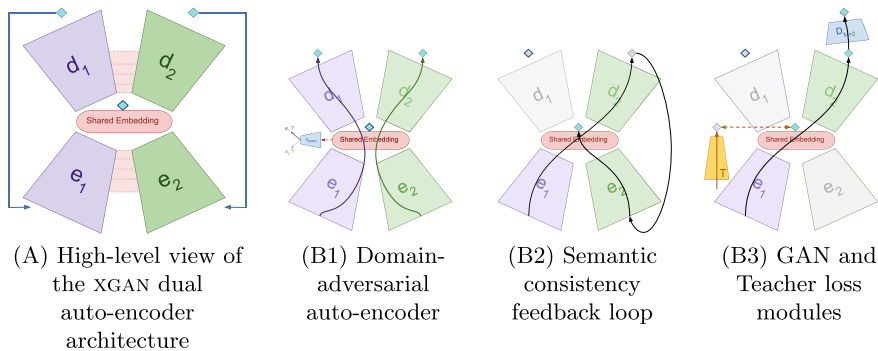 d1
d2
Shared Embedding
e1
e2
(A) High-level view of
the XGAN dual
auto-encoder
architecture
d1
d2
Shared Embedding
e1
e2
(B1) Domain-
adversarial
auto-encoder
d1
d2
Shared Embedding
e1
e2
(B2) Semantic
consistency
feedback loop
d1
d2
Shared Embedding
T
e1
e2
(B3) GAN and
Teacher loss
modules